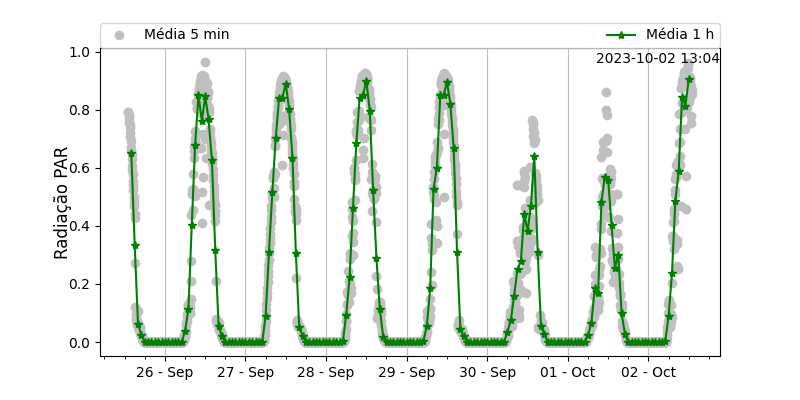 Média 5 min
Média 1 h
2023-10-02 13:04
Radiação PAR
1.0
0.8
0.6
0.4
0.2
0.0
26 - Sep
27 - Sep
28 - Sep
29 - Sep
30 - Sep
01 - Oct
02 - Oct